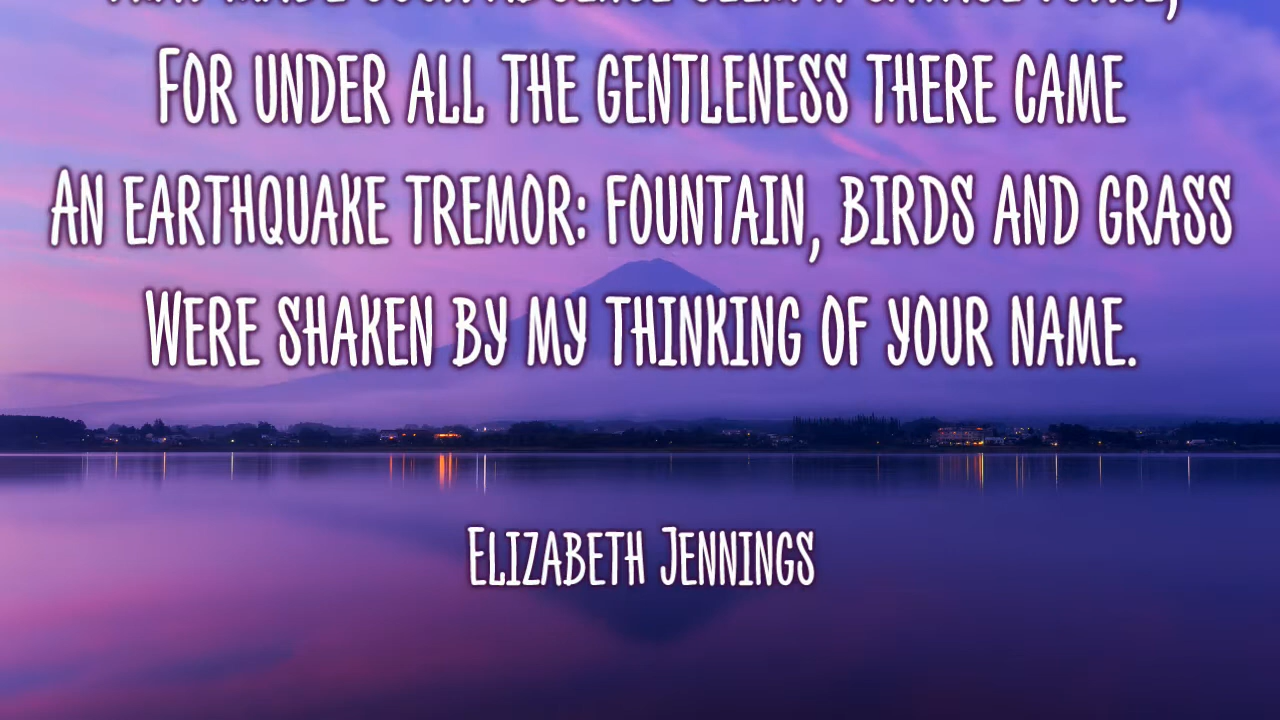 For under all the gentleness there came
An earthquake tremor: fountain, birds and grass
Were shaken by my thinking of your name.
Elizabeth Jennings